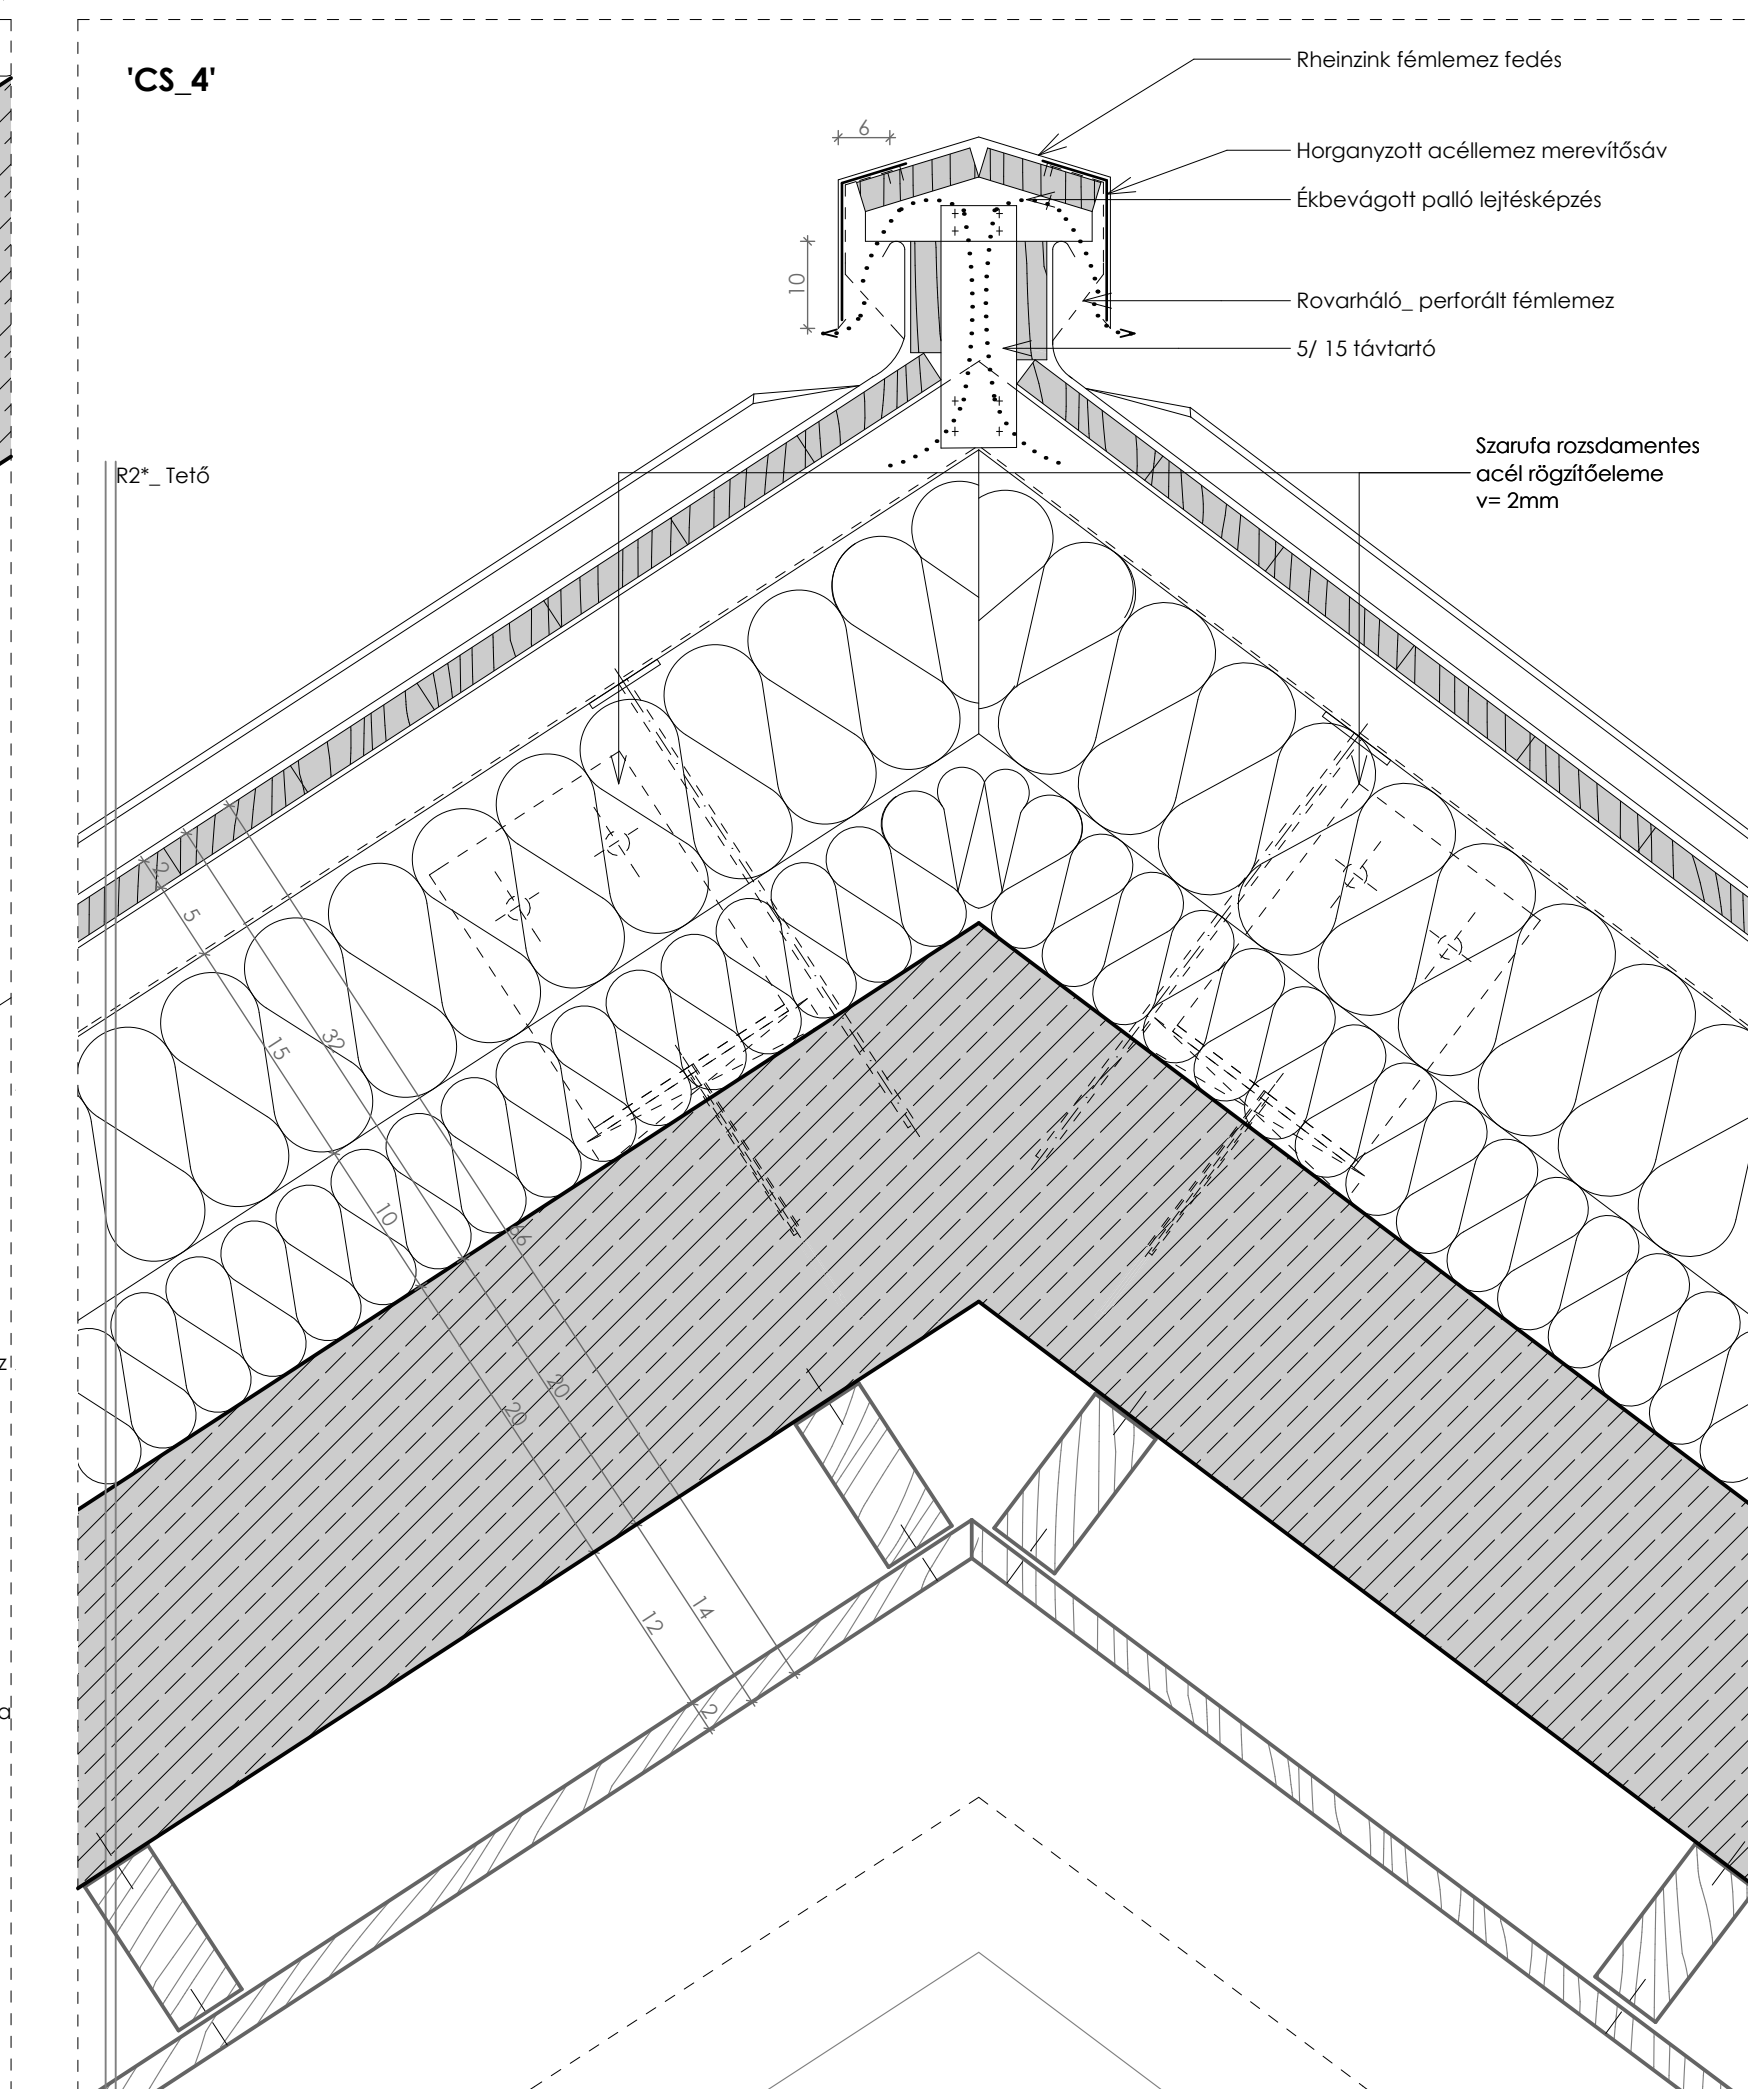 'CS_4'
Rheinzink fémlemez fedés
6
Horganyzott acéllemez merevítősáv
Ékbevágott palló lejtésképzés
10
Rovarháló_ perforált fémlemez
5/ 15 távtartó
Szarufa rozsdamentes
acél rögzítőeleme
v= 2mm
R2*_ Tető
2
5
15
32
10
66
20
20
14
12
2